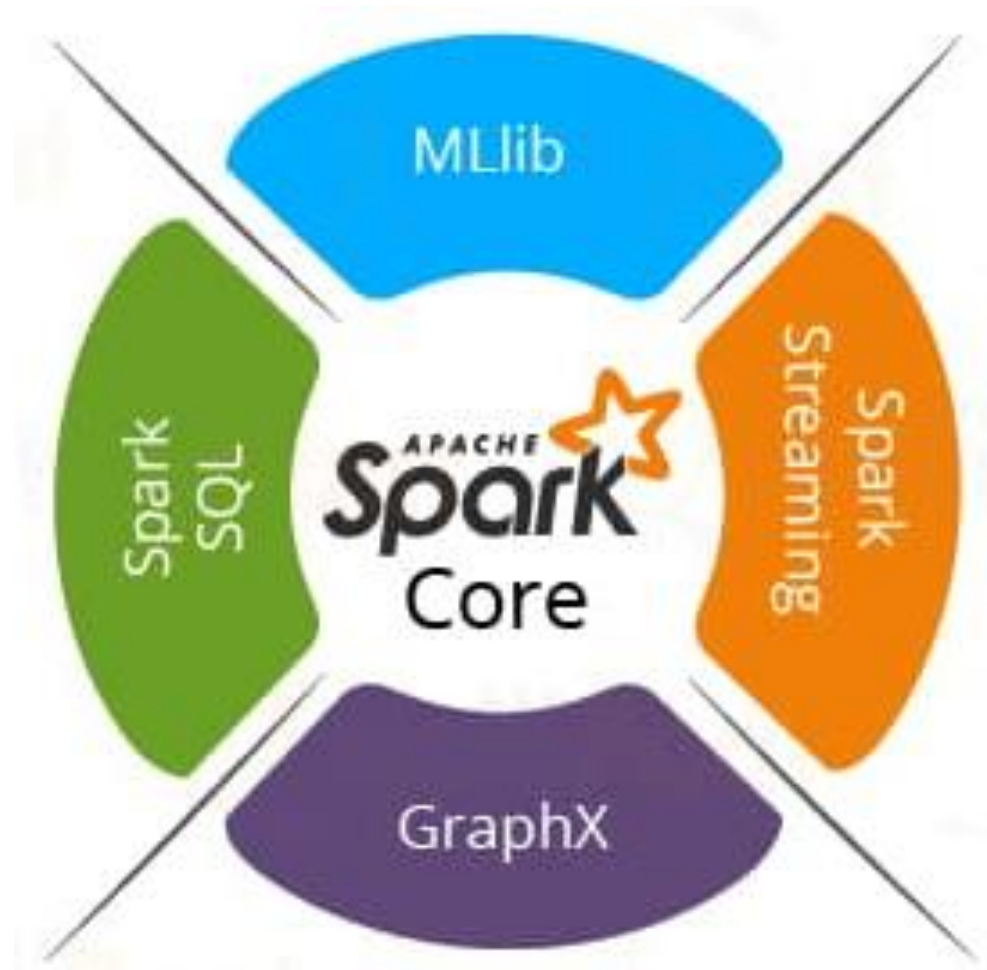 MLlib
Spark
SQL
APACHE
Spark
Core
Spark
Streaming
GraphX